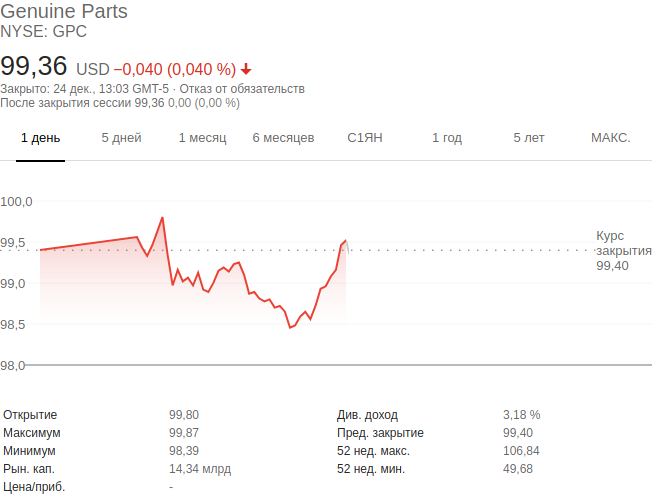 Genuine Parts
NYSE: GPC
99,36 USD −0,040 (0,040 %)
Закрыто: 24 дек., 13:03 GMT-5 · Отказ от обязательств
После закрытия сессии 99,36 0,00 (0,00 %)
1 день 5 дней 1 месяц 6 месяцев С1ЯН 1 год 5 лет МАКС.
100,0
99,5
99,0
98,5
98,0
Курс
закрытия
99,40
Открытие 99,80 Див. доход 3,18 %
Максимум 99,87 Пред. закрытие 99,40
Минимум 98,39 52 нед. макс. 106,84
Рын. кап. 14,34 млрд 52 нед. мин. 49,68
Цена/приб. -